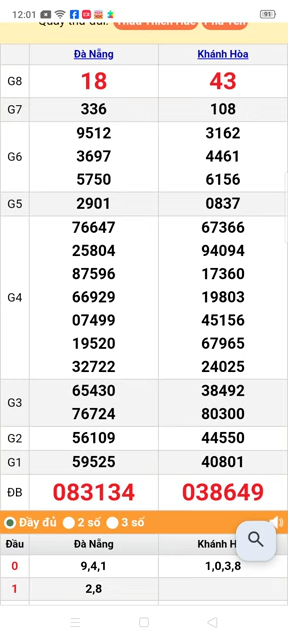 12:01
91
Đà Nẵng Khánh Hòa
G8 18 43
G7 336 108
9512 3162
G6 3697 4461
5750 6156
G5 2901 0837
76647 67366
25804 94094
87596 17360
G4 66929 19803
07499 45156
19520 67965
32722 24025
G3 65430 38492
76724 80300
G2 56109 44550
G1 59525 40801
ĐB 083134 038649
Đầy đủ 2 số 3 số
Đầu Đà Nẵng Khánh H
0 9,4,1 1,0,3,8
1 2,8